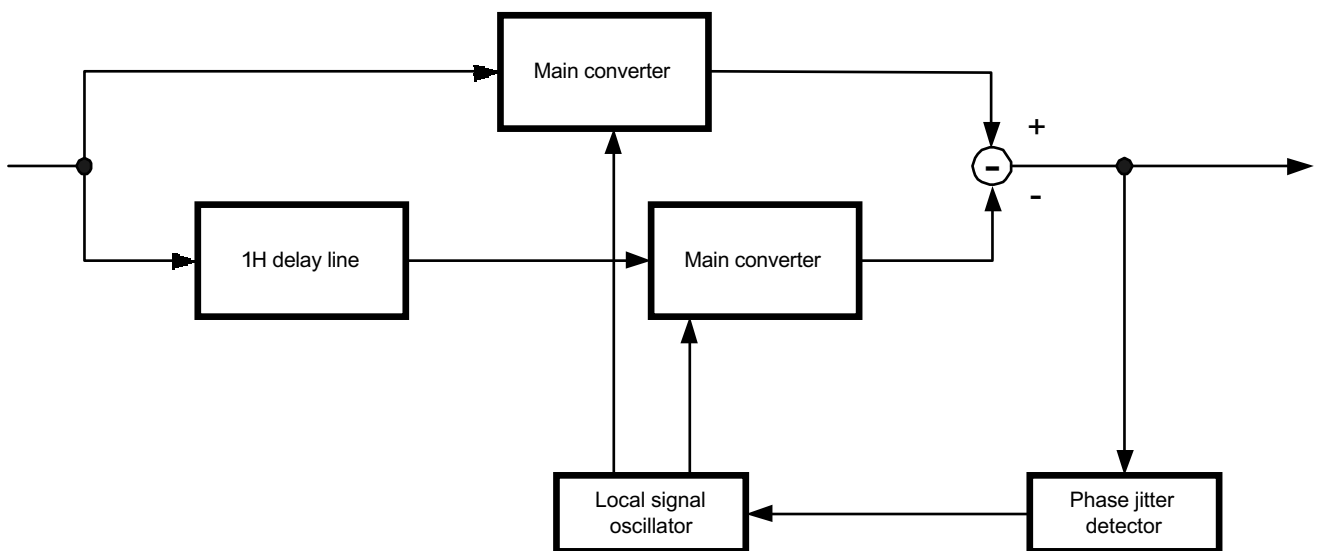 Main converter
+
-
-
1H delay line
Main converter
Local signal
oscillator
Phase jitter
detector